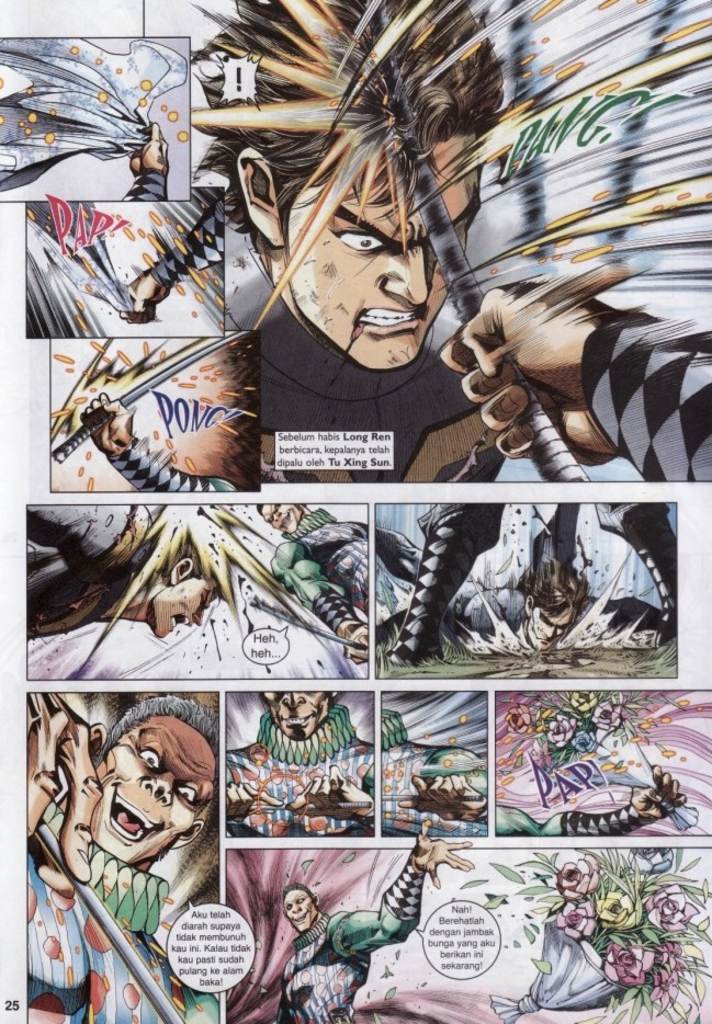 !
PANG!
PAP!
PONG!
Sebelum habis Long Ren
berbicara, kepalanya telah
dipalu oleh Tu Xing Sun.
Heh,
heh...
PAP!
Aku telah
diarah supaya
tidak membunuh
kau ini. Kalau tidak
kau pasti sudah
pulang ke alam
baka!
Nah!
Berehatlah
dengan jambak
bunga yang aku
berikan ini
sekarang!
25